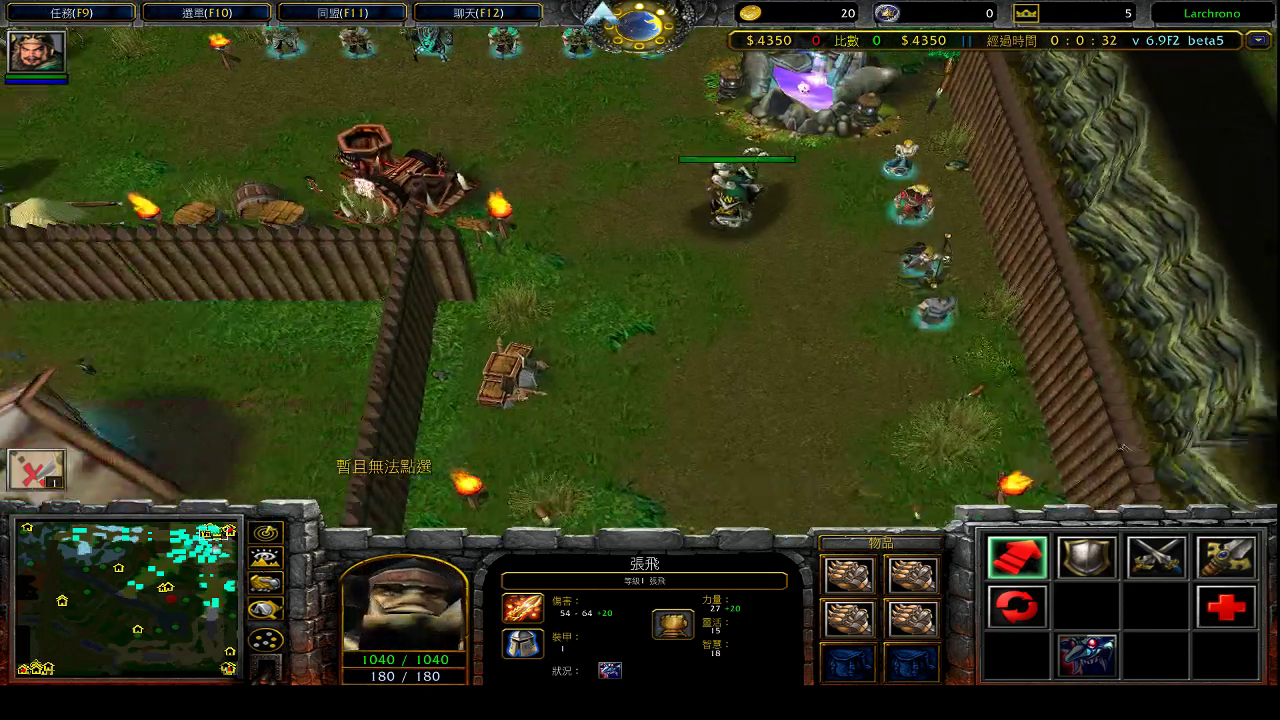 任務(F9) 選單(F10) 同盟(F11) 聊天(F12) 20 0 5 Larchrono
$4350 0 比數 0 $4350 || 經過時間 0 : 0 : 32 v 6.9F2 beta5
暫且無法點選
1
張飛
等級1 張飛
物品
傷害：
54 - 64 +20
裝甲：
1
狀況：
力量：
27 +20
靈活：
15
智慧：
18
1040 / 1040
180 / 180